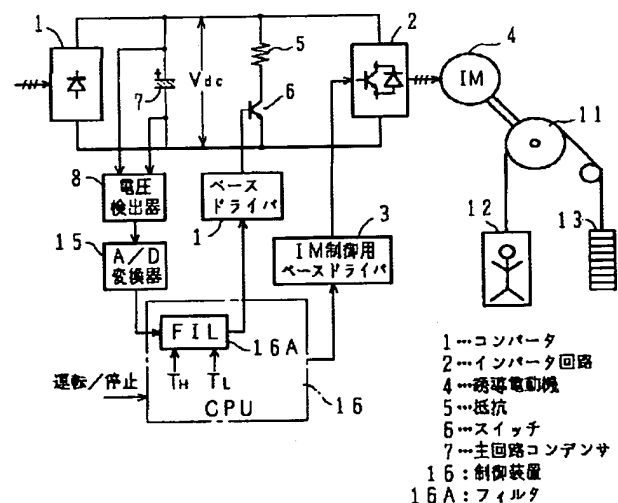 1
2
5
4
Vdc
7
6
IM
11
8
電圧
検出器
ベース
ドライバ
1
3
12
13
15
A/D
変換器
IM制御用
ベースドライバ
FIL
16A
運転/停止
TH
TL
CPU
16
1…コンバータ
2…インバータ回路
4…誘導電動機
5…抵抗
6…スイッチ
7…主回路コンデンサ
16:制御装置
16A:フィルタ